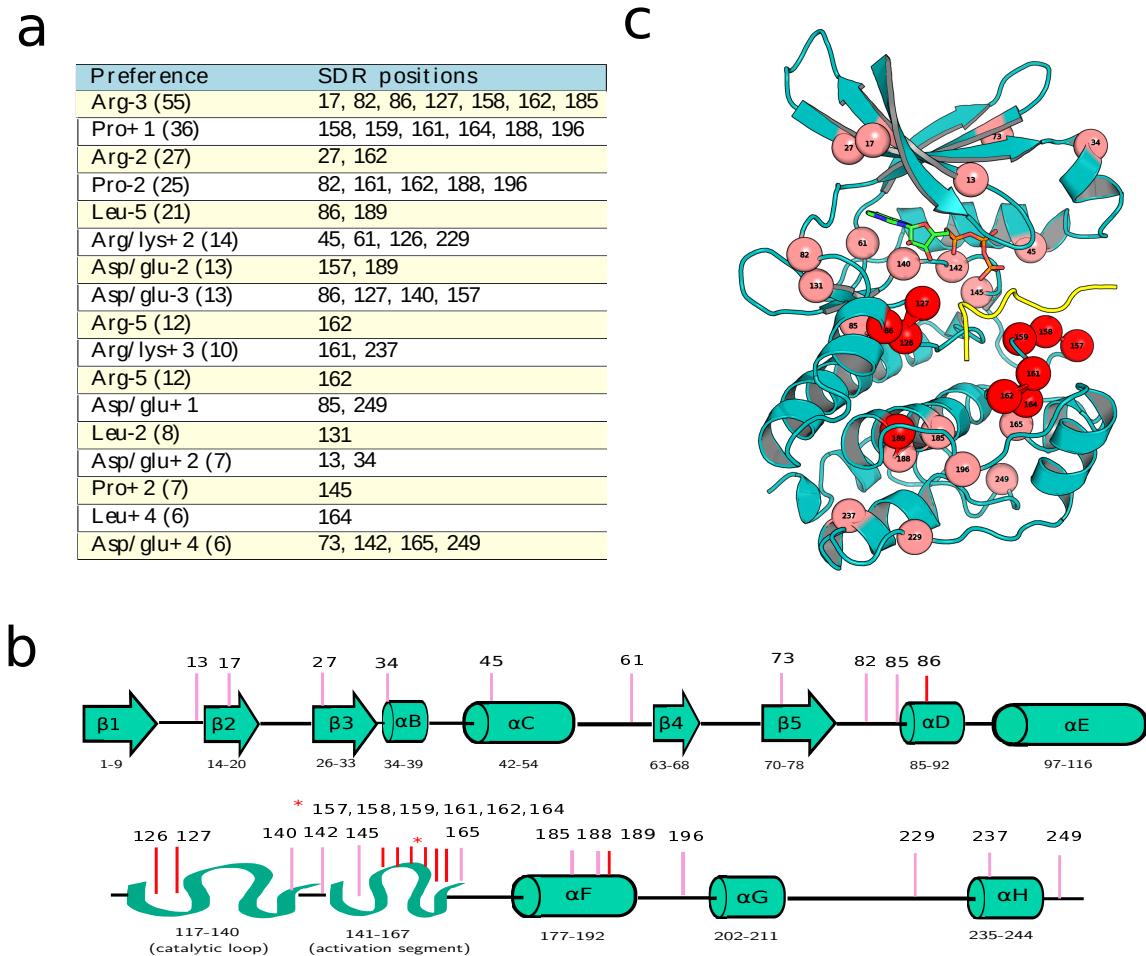 a
Preference SDR positions
Arg-3 (55) 17, 82, 86, 127, 158, 162, 185
Pro+1 (36) 158, 159, 161, 164, 188, 196
Arg-2 (27) 27, 162
Pro-2 (25) 82, 161, 162, 188, 196
Leu-5 (21) 86, 189
Arg/lys+2 (14) 45, 61, 126, 229
Asp/glu-2 (13) 157, 189
Asp/glu-3 (13) 86, 127, 140, 157
Arg-5 (12) 162
Arg/lys+3 (10) 161, 237
Arg-5 (12) 162
Asp/glu+1 85, 249
Leu-2 (8) 131
Asp/glu+2 (7) 13, 34
Pro+2 (7) 145
Leu+4 (6) 164
Asp/glu+4 (6) 73, 142, 165, 249
c
27 17 73 34
13
82 61 45
140 142
131 145
127
85 86 126
159 158 157
161
162 164
165
189 185
188 196
249
237
229
b
13 17 27 34 45 61 73 82 85 86
β1 β2 β3 αB αC β4 β5 αD αE
1-9 14-20 26-33 34-39 42-54 63-68 70-78 85-92 97-116
* 157,158,159,161,162,164
126 127 140 142 145 * 165 185 188 189 196 229 237 249
αF αG αH
117-140 141-167 177-192 202-211 235-244
(catalytic loop) (activation segment)